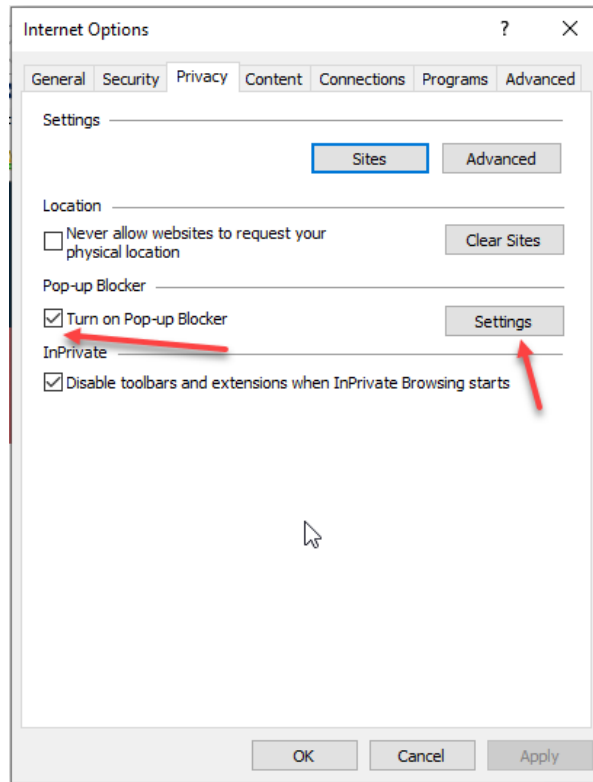 Internet Options ?
General Security Privacy Content Connections Programs Advanced
Settings
Sites Advanced
Location
Never allow websites to request your
physical location
Clear Sites
Pop-up Blocker
Turn on Pop-up Blocker Settings
InPrivate
Disable toolbars and extensions when InPrivate Browsing starts
OK Cancel Apply